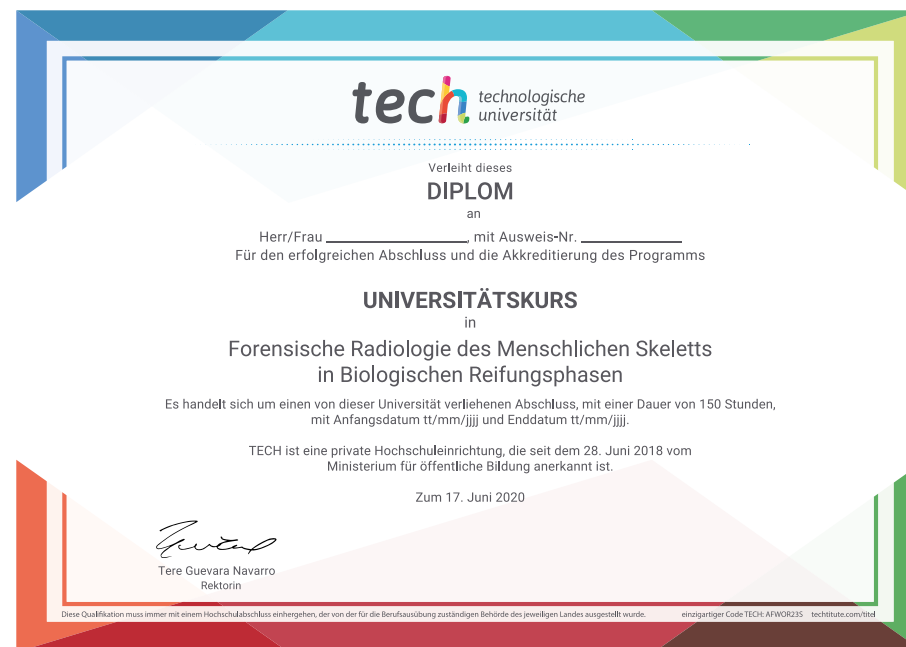 tech technologische
universität
Verleiht dieses
DIPLOM
an
Herr/Frau ____________________, mit Ausweis-Nr. ______________
Für den erfolgreichen Abschluss und die Akkreditierung des Programms
UNIVERSITÄTSKURS
in
Forensische Radiologie des Menschlichen Skeletts
in Biologischen Reifungsphasen
Es handelt sich um einen von dieser Universität verliehenen Abschluss, mit einer Dauer von 150 Stunden,
mit Anfangsdatum tt/mm/jjjj und Enddatum tt/mm/jjjj.
TECH ist eine private Hochschuleinrichtung, die seit dem 28. Juni 2018 vom
Ministerium für öffentliche Bildung anerkannt ist.
Zum 17. Juni 2020
Tere Guevara Navarro
Rektorin
Diese Qualifikation muss immer mit einem Hochschulabschluss einhergehen, der von der für die Berufsausübung zuständigen Behörde des jeweiligen Landes ausgestellt wurde. einzigartiger Code TECH: AFWOR23S techtitute.com/titel